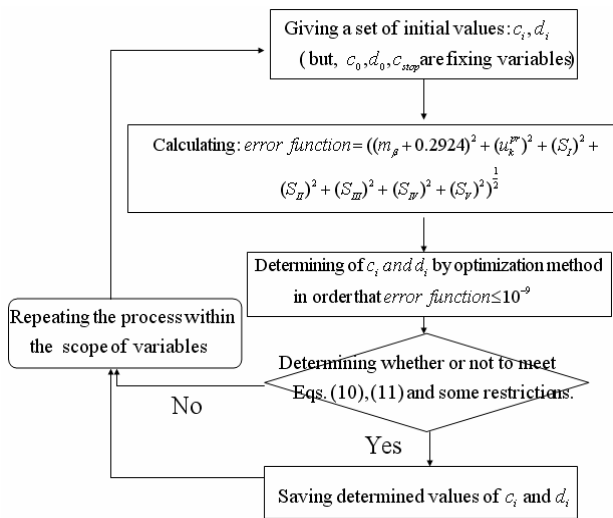 Giving a set of initial values: c_i, d_i
( but, c_0, d_0, c_stop are fixing variables)
Calculating: error function = ((m_β + 0.2924)^2 + (u_k^pr)^2 + (S_I)^2 +
(S_II)^2 + (S_III)^2 + (S_IV)^2 + (S_V)^2)^(1/2)
Determining of c_i and d_i by optimization method
in order that error function ≤ 10^-9
Repeating the process within
the scope of variables
Determining whether or not to meet
Eqs. (10), (11) and some restrictions.
No
Yes
Saving determined values of c_i and d_i